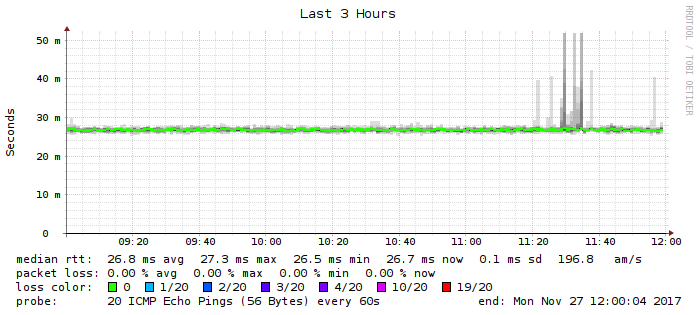 Last 3 Hours
RRDTOOL / TOBI OETIKER
Seconds
50 m
40 m
30 m
20 m
10 m
0
09:20 09:40 10:00 10:20 10:40 11:00 11:20 11:40 12:00
median rtt: 26.8 ms avg 27.3 ms max 26.5 ms min 26.7 ms now 0.1 ms sd 196.8 am/s
packet loss: 0.00 % avg 0.00 % max 0.00 % min 0.00 % now
loss color: 0 1/20 2/20 3/20 4/20 10/20 19/20
probe: 20 ICMP Echo Pings (56 Bytes) every 60s end: Mon Nov 27 12:00:04 2017